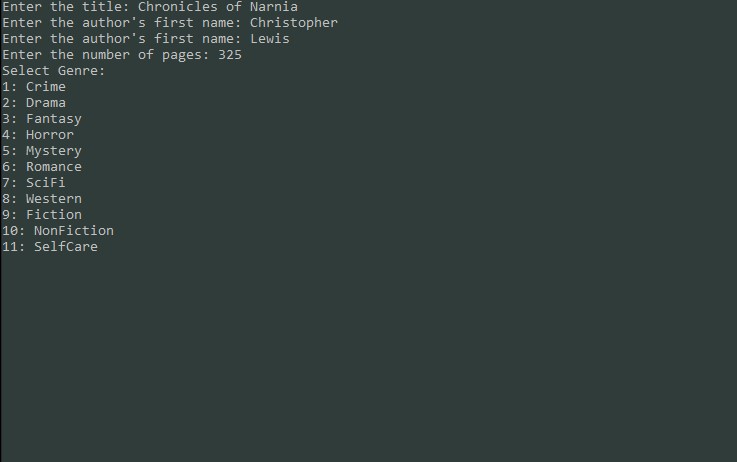 Enter the title: Chronicles of Narnia
Enter the author's first name: Christopher
Enter the author's first name: Lewis
Enter the number of pages: 325
Select Genre:
1: Crime
2: Drama
3: Fantasy
4: Horror
5: Mystery
6: Romance
7: SciFi
8: Western
9: Fiction
10: NonFiction
11: SelfCare